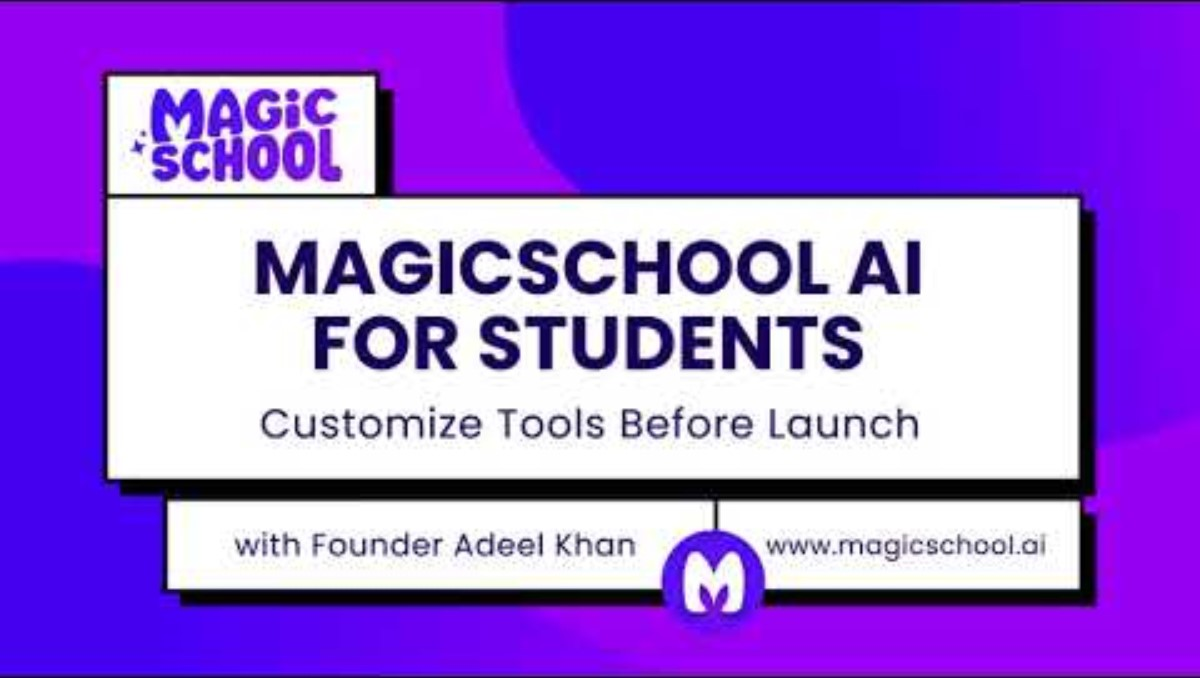 MAGiC
SCHOOL
MAGICSCHOOL AI
FOR STUDENTS
Customize Tools Before Launch
with Founder Adeel Khan
www.magicschool.ai
M